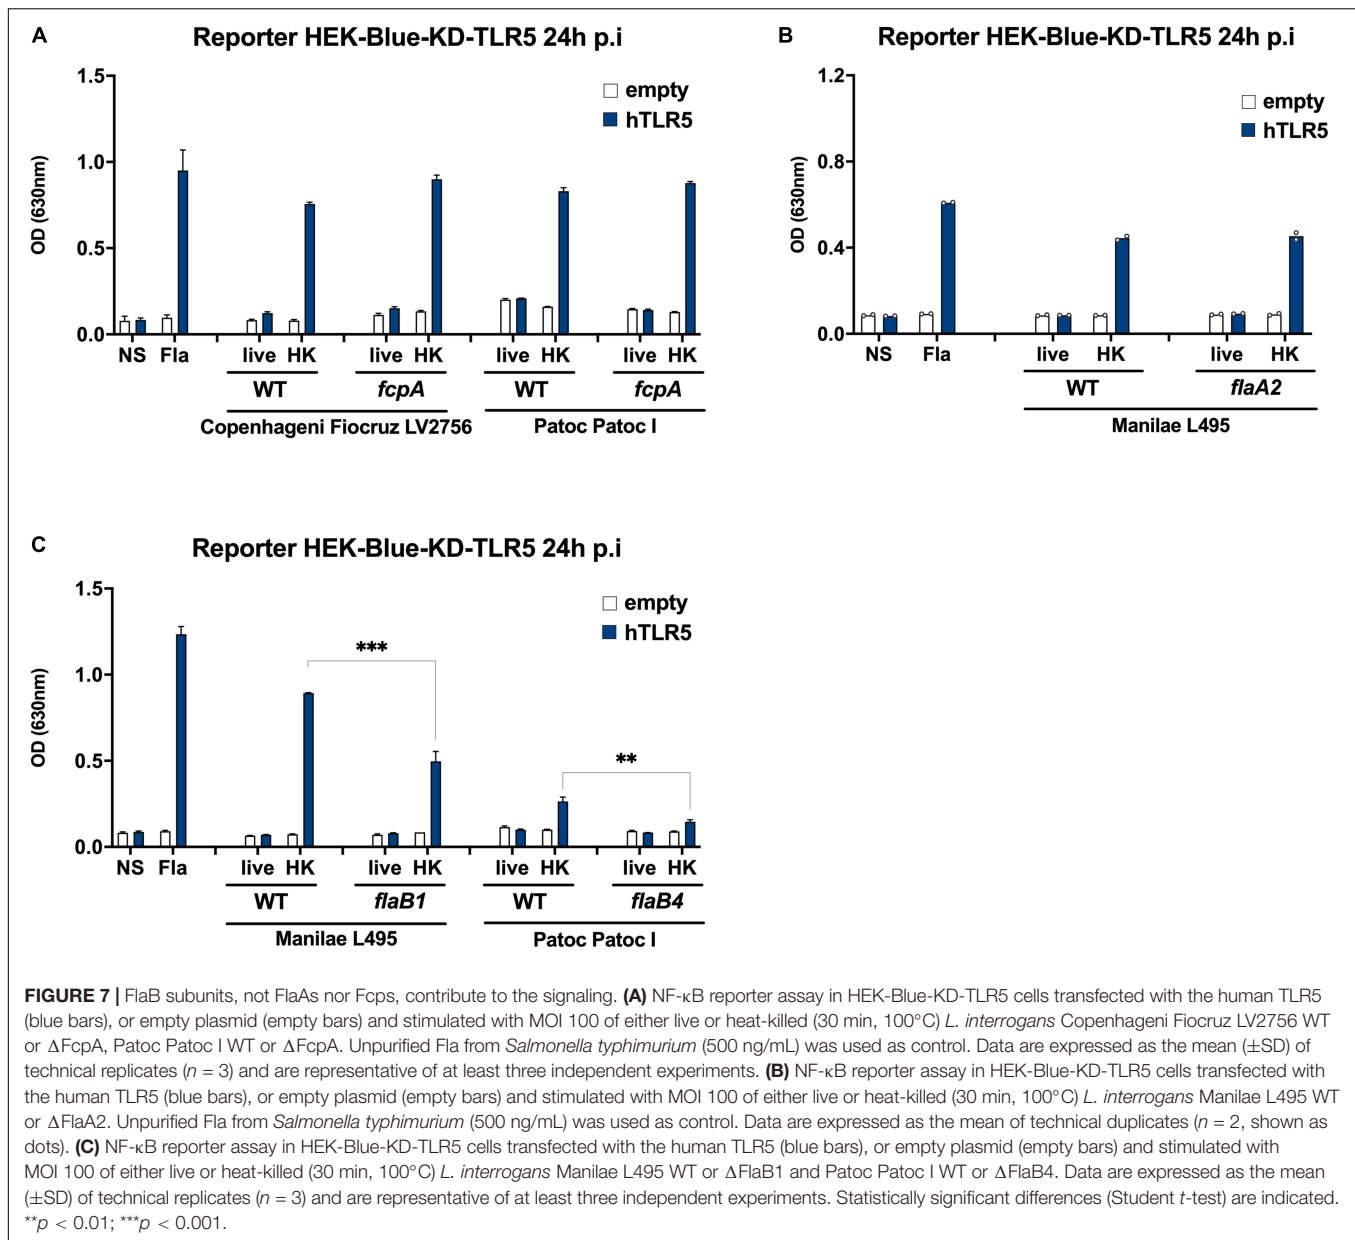 A
Reporter HEK-Blue-KD-TLR5 24h p.i
empty
hTLR5
OD (630nm)
1.5
1.0
0.5
0.0
NS Fla live HK live HK live HK live HK
WT fcpA WT fcpA
Copenhageni Fiocruz LV2756 Patoc Patoc I
B
Reporter HEK-Blue-KD-TLR5 24h p.i
empty
hTLR5
OD (630nm)
1.2
0.8
0.4
0.0
NS Fla live HK live HK
WT flaA2
Manilae L495
C
Reporter HEK-Blue-KD-TLR5 24h p.i
empty
hTLR5
OD (630nm)
1.5
1.0
0.5
0.0
***
**
NS Fla live HK live HK live HK live HK
WT flaB1 WT flaB4
Manilae L495 Patoc Patoc I
FIGURE 7 | FlaB subunits, not FlaAs nor Fcps, contribute to the signaling. (A) NF-κB reporter assay in HEK-Blue-KD-TLR5 cells transfected with the human TLR5
(blue bars), or empty plasmid (empty bars) and stimulated with MOI 100 of either live or heat-killed (30 min, 100°C) L. interrogans Copenhageni Fiocruz LV2756 WT
or ΔFcpA, Patoc Patoc I WT or ΔFcpA. Unpurified Fla from Salmonella typhimurium (500 ng/mL) was used as control. Data are expressed as the mean (±SD) of
technical replicates (n = 3) and are representative of at least three independent experiments. (B) NF-κB reporter assay in HEK-Blue-KD-TLR5 cells transfected with
the human TLR5 (blue bars), or empty plasmid (empty bars) and stimulated with MOI 100 of either live or heat-killed (30 min, 100°C) L. interrogans Manilae L495 WT
or ΔFlaA2. Unpurified Fla from Salmonella typhimurium (500 ng/mL) was used as control. Data are expressed as the mean of technical duplicates (n = 2, shown as
dots). (C) NF-κB reporter assay in HEK-Blue-KD-TLR5 cells transfected with the human TLR5 (blue bars), or empty plasmid (empty bars) and stimulated with
MOI 100 of either live or heat-killed (30 min, 100°C) L. interrogans Manilae L495 WT or ΔFlaB1 and Patoc Patoc I WT or ΔFlaB4. Data are expressed as the mean
(±SD) of technical replicates (n = 3) and are representative of at least three independent experiments. Statistically significant differences (Student t-test) are indicated.
**p < 0.01; ***p < 0.001.